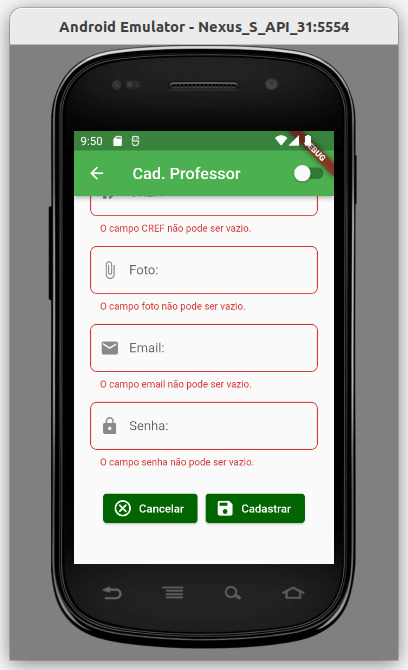 Android Emulator - Nexus_S_API_31:5554
9:50
DEBUG
Cad. Professor
O campo CREF não pode ser vazio.
Foto:
O campo foto não pode ser vazio.
Email:
O campo email não pode ser vazio.
Senha:
O campo senha não pode ser vazio.
Cancelar
Cadastrar